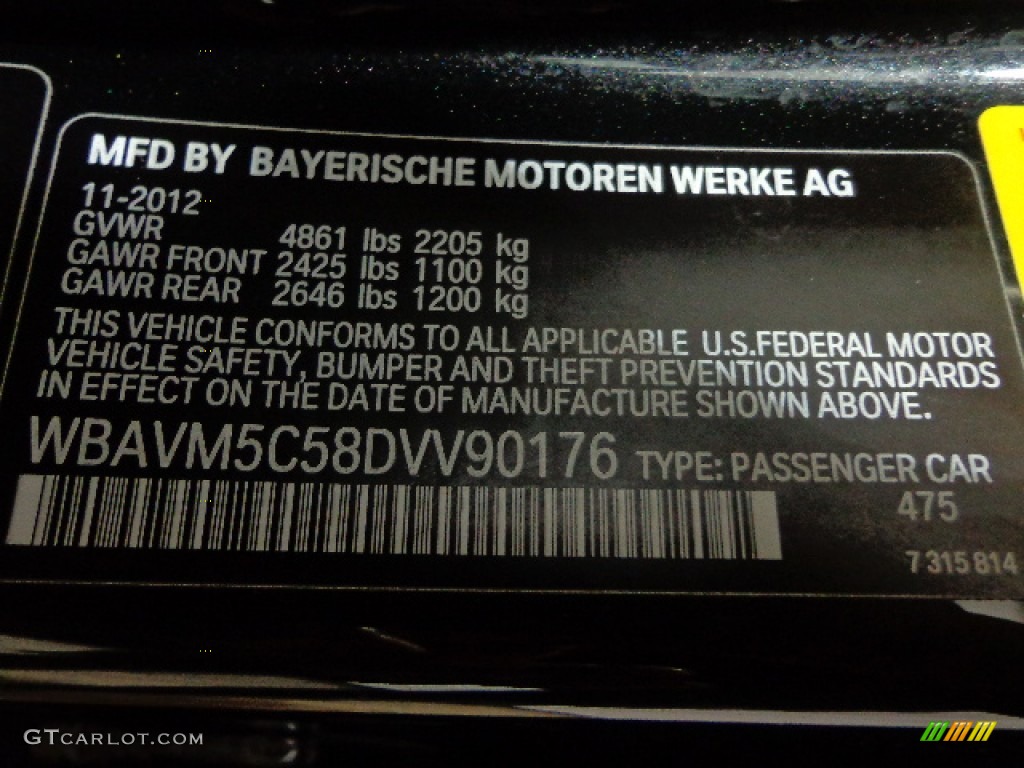 MFD BY BAYERISCHE MOTOREN WERKE AG
11-2012
GVWR 4861 lbs 2205 kg
GAWR FRONT 2425 lbs 1100 kg
GAWR REAR 2646 lbs 1200 kg
THIS VEHICLE CONFORMS TO ALL APPLICABLE U.S.FEDERAL MOTOR
VEHICLE SAFETY, BUMPER AND THEFT PREVENTION STANDARDS
IN EFFECT ON THE DATE OF MANUFACTURE SHOWN ABOVE.
WBAVM5C58DVV90176 TYPE: PASSENGER CAR
475
7 315 814
GTCARLOT.COM